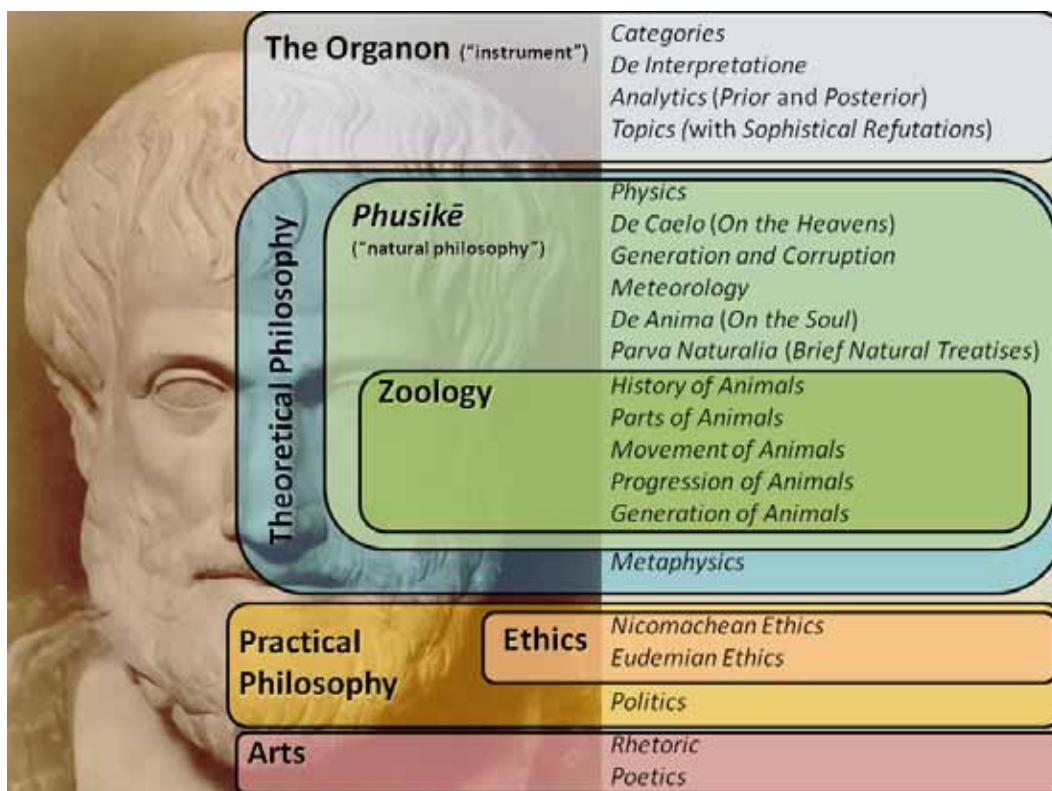 The Organon ("instrument")
Categories
De Interpretatione
Analytics (Prior and Posterior)
Topics (with Sophistical Refutations)
Theoretical Philosophy
Phusikē
("natural philosophy")
Physics
De Caelo (On the Heavens)
Generation and Corruption
Meteorology
De Anima (On the Soul)
Parva Naturalia (Brief Natural Treatises)
Zoology
History of Animals
Parts of Animals
Movement of Animals
Progression of Animals
Generation of Animals
Metaphysics
Practical
Philosophy
Ethics
Nicomachean Ethics
Eudemian Ethics
Politics
Arts
Rhetoric
Poetics